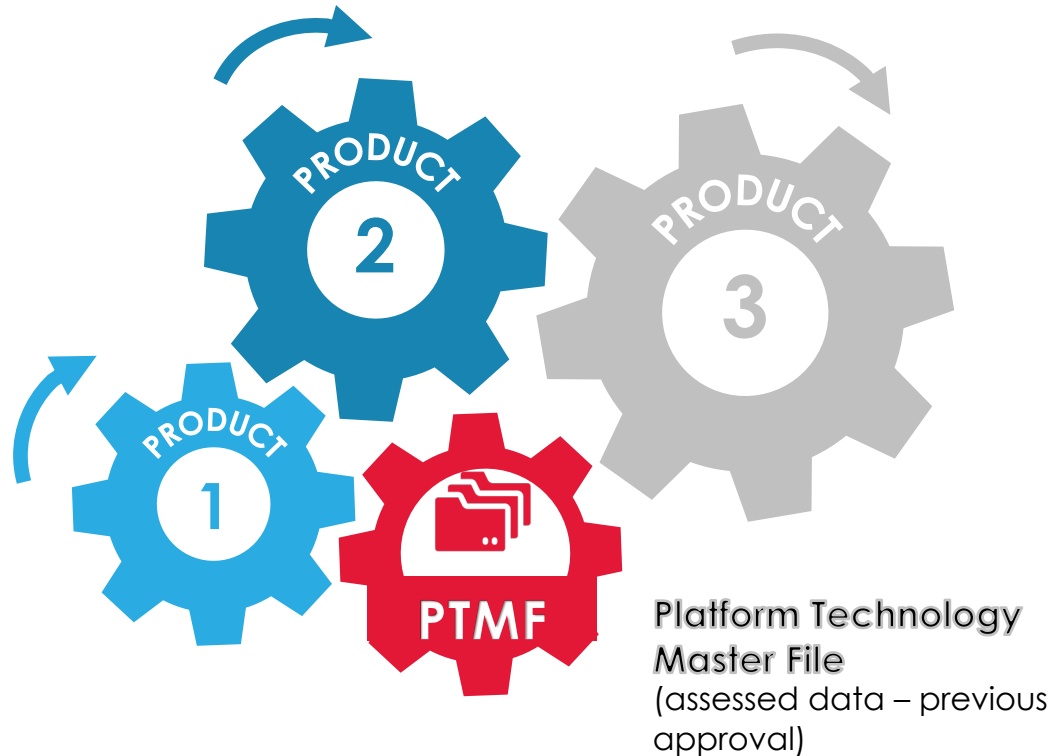 PRODUCT
2
PRODUCT
3
PRODUCT
1
PTMF
Platform Technology
Master File
(assessed data – previous
approval)